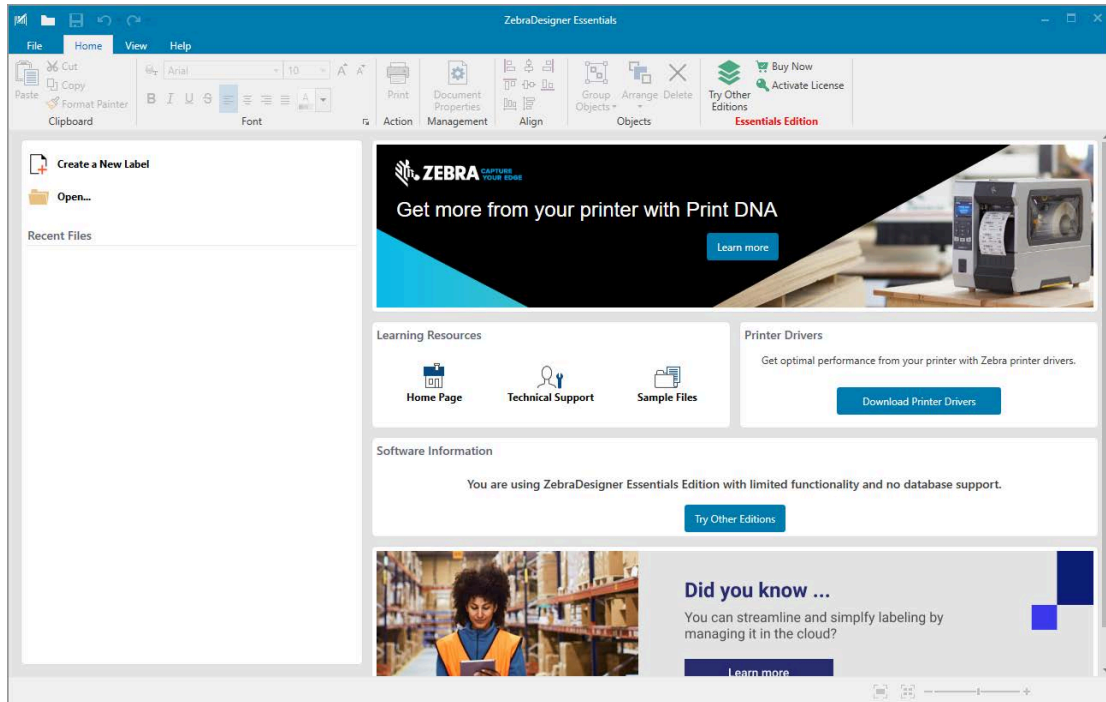 ZebraDesigner Essentials
File Home View Help
Paste
Cut
Copy
Format Painter
Clipboard
Arial 10
B I U S
Font
Print
Action
Document
Properties
Management
Align
Group
Objects
Arrange
Delete
Objects
Try Other
Editions
Buy Now
Activate License
Essentials Edition
Create a New Label
Open...
Recent Files
ZEBRA CAPTURE
YOUR EDGE
Get more from your printer with Print DNA
Learn more
Learning Resources
Home Page
Technical Support
Sample Files
Printer Drivers
Get optimal performance from your printer with Zebra printer drivers.
Download Printer Drivers
Software Information
You are using ZebraDesigner Essentials Edition with limited functionality and no database support.
Try Other Editions
Did you know ...
You can streamline and simplfy labeling by
managing it in the cloud?
Learn more